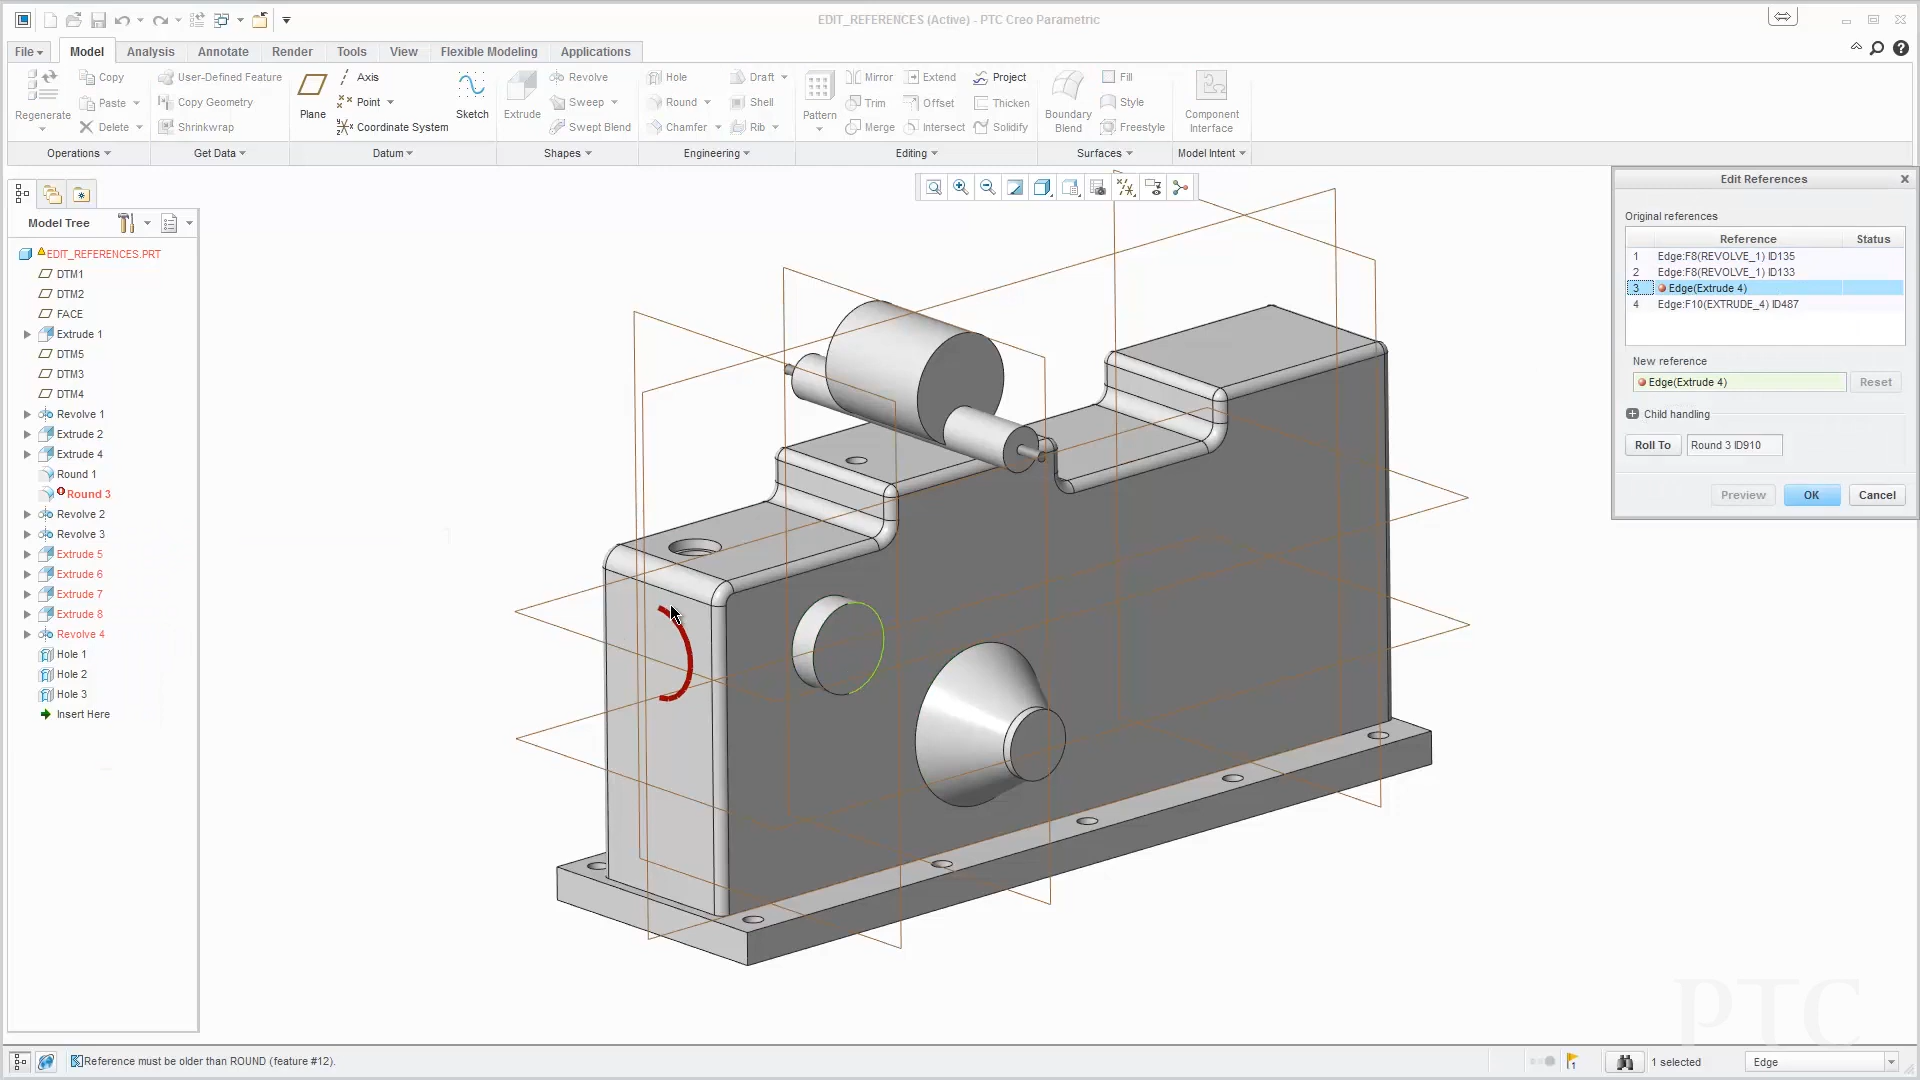 EDIT_REFERENCES (Active) - PTC Creo Parametric
File Model Analysis Annotate Render Tools View Flexible Modeling Applications
Regenerate
Copy
Paste
Delete
User-Defined Feature
Copy Geometry
Shrinkwrap
Plane
Axis
Point
Coordinate System
Sketch
Extrude
Revolve
Sweep
Swept Blend
Hole
Round
Chamfer
Draft
Shell
Rib
Pattern
Mirror
Trim
Merge
Extend
Offset
Intersect
Project
Thicken
Solidify
Boundary
Blend
Fill
Style
Freestyle
Component
Interface
Operations Get Data Datum Shapes Engineering Editing Surfaces Model Intent
Model Tree
EDIT_REFERENCES.PRT
DTM1
DTM2
FACE
Extrude 1
DTM5
DTM3
DTM4
Revolve 1
Extrude 2
Extrude 4
Round 1
Round 3
Revolve 2
Revolve 3
Extrude 5
Extrude 6
Extrude 7
Extrude 8
Revolve 4
Hole 1
Hole 2
Hole 3
Insert Here
Edit References
Original references
Reference Status
1 Edge:F8(REVOLVE_1) ID135
2 Edge:F8(REVOLVE_1) ID133
3 Edge(Extrude 4)
4 Edge:F10(EXTRUDE_4) ID487
New reference
Edge(Extrude 4) Reset
Child handling
Roll To Round 3 ID910
Preview OK Cancel
PTC
Reference must be older than ROUND (feature #12).
1 selected Edge